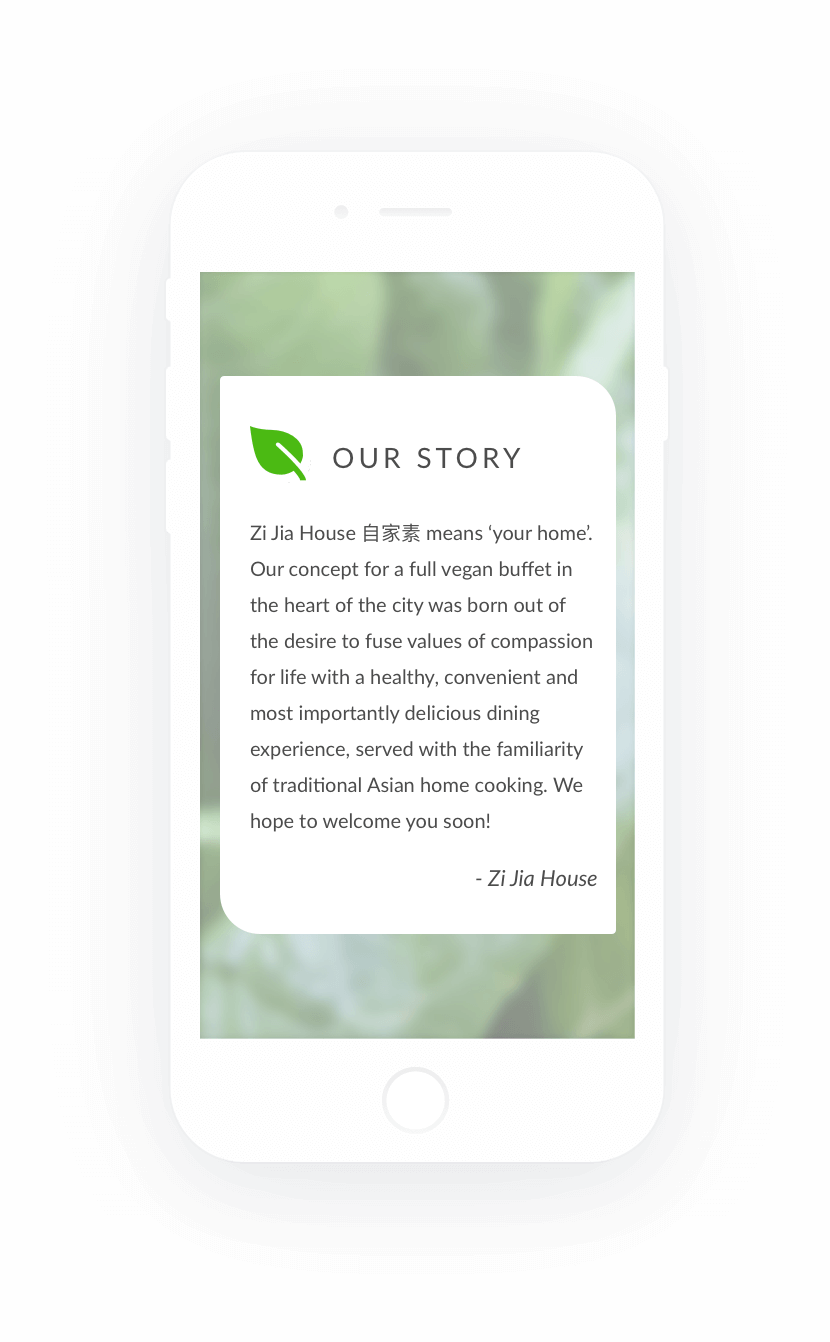 OUR STORY
Zi Jia House 自家素 means ‘your home’.
Our concept for a full vegan buffet in
the heart of the city was born out of
the desire to fuse values of compassion
for life with a healthy, convenient and
most importantly delicious dining
experience, served with the familiarity
of traditional Asian home cooking. We
hope to welcome you soon!
- Zi Jia House